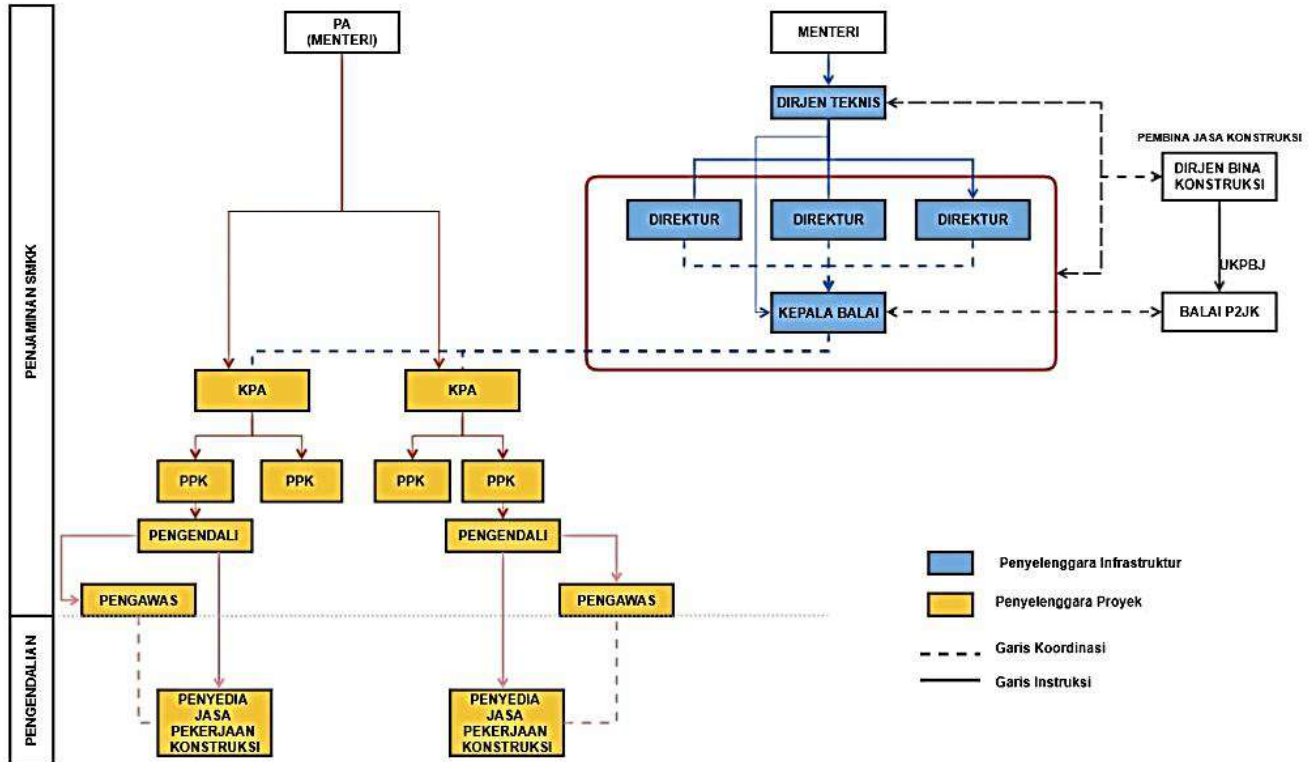 PA
(MENTERI)
MENTERI
DIRJEN TEKNIS
PEMBINA JASA KONSTRUKSI
DIRJEN BINA
KONSTRUKSI
DIREKTUR
DIREKTUR
DIREKTUR
UKPBJ
KEPALA BALAI
BALAI P2JK
PENJAMINAN SMKK
KPA
KPA
PPK
PPK
PPK
PPK
PENGENDALI
PENGENDALI
PENGAWAS
PENGAWAS
Penyelenggara Infrastruktur
Penyelenggara Proyek
Garis Koordinasi
Garis Instruksi
PENGENDALIAN
PENYEDIA
JASA
PEKERJAAN
KONSTRUKSI
PENYEDIA
JASA
PEKERJAAN
KONSTRUKSI